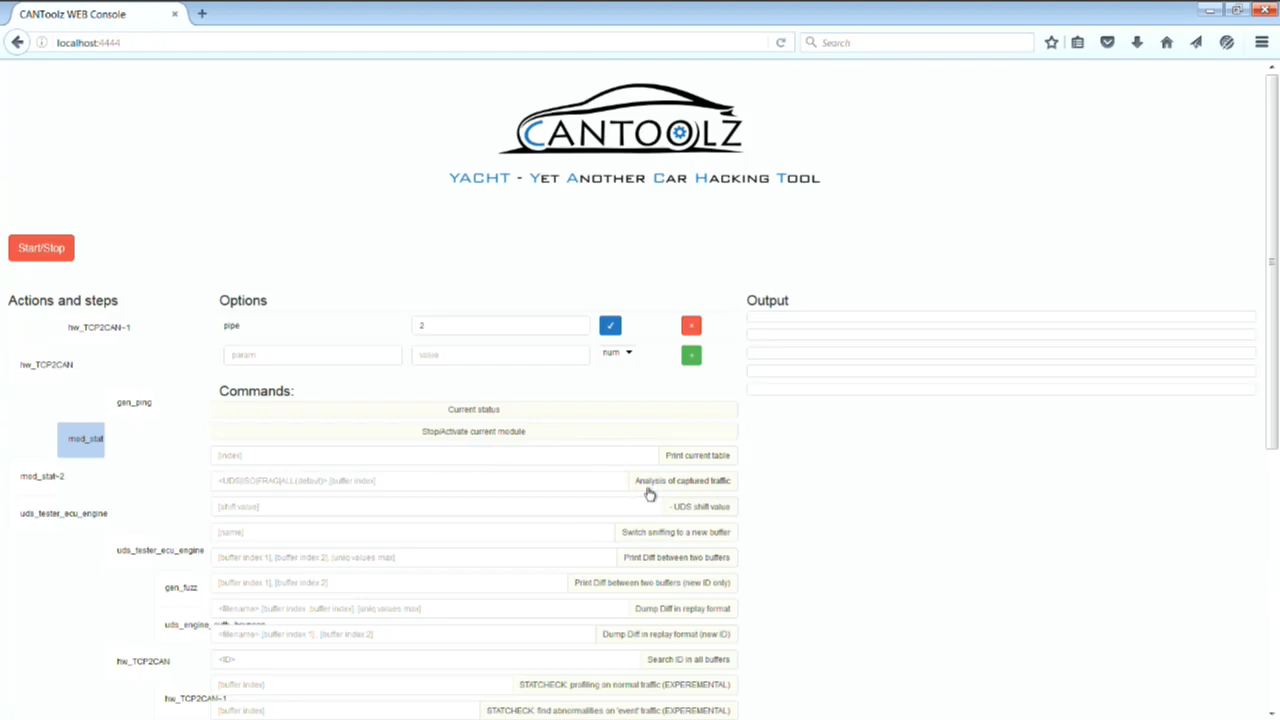 CANToolz WEB Console
localhost:4444
Search
CANTOOLZ
YACHT - Yet Another Car Hacking Tool
Start/Stop
Actions and steps
Options
Output
hw_TCP2CAN~1
pipe
2
hw_TCP2CAN
param
value
num
Commands:
gen_ping
Current status
Stop/Activate current module
mod_stat
[index]
Print current table
mod_stat~2
<UDS|ISO|FRAG|ALL(default)>,[buffer index]
Analysis of captured traffic
[shift value]
- UDS shift value
uds_tester_ecu_engine
[name]
Switch sniffing to a new buffer
uds_tester_ecu_engine
[buffer index 1], [buffer index 2], [uniq values max]
Print Diff between two buffers
gen_fuzz
[buffer index 1], [buffer index 2]
Print Diff between two buffers (new ID only)
<filename>,[buffer index ,buffer index], [uniq values max]
Dump Diff in replay format
<filename>,[buffer index 1] , [buffer index 2]
Dump Diff in replay format (new ID)
hw_TCP2CAN
<ID>
Search ID in all buffers
[buffer index]
STATCHECK: profiling on normal traffic (EXPEREMENTAL)
hw_TCP2CAN~1
[buffer index]
STATCHECK: find abnormalities on 'event' traffic (EXPEREMENTAL)